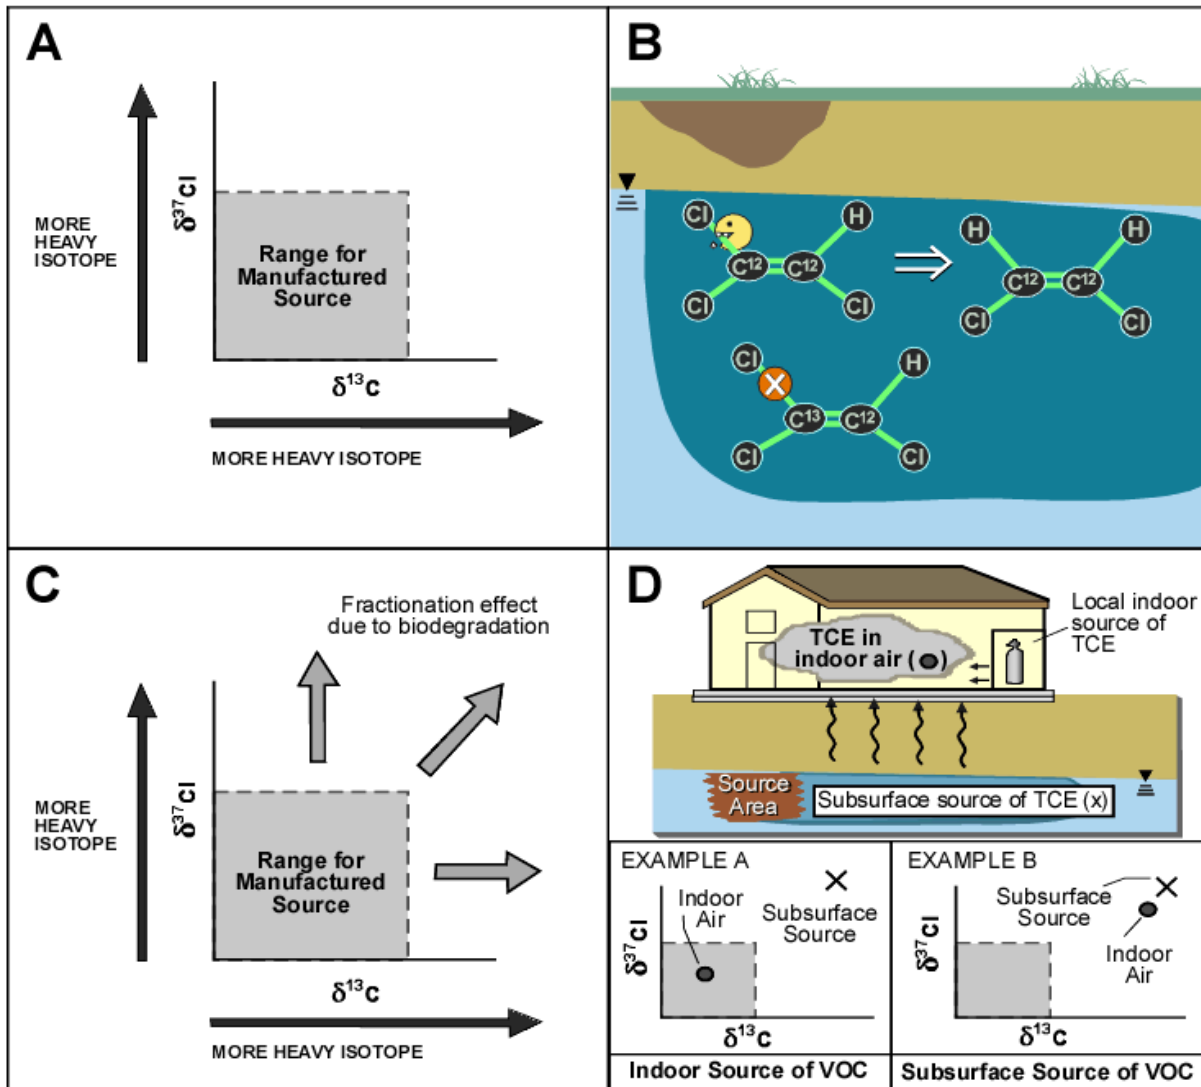 A
δ³⁷Cl
MORE
HEAVY
ISOTOPE
Range for
Manufactured
Source
δ¹³C
MORE HEAVY ISOTOPE
B
Cl
H
C¹²
C¹²
Cl
Cl
H
H
C¹²
C¹²
Cl
Cl
Cl
X
H
C¹³
C¹²
Cl
Cl
C
Fractionation effect
due to biodegradation
δ³⁷Cl
MORE
HEAVY
ISOTOPE
Range for
Manufactured
Source
δ¹³C
MORE HEAVY ISOTOPE
D
TCE in
indoor air ( )
Local indoor
source of
TCE
Source
Area
Subsurface source of TCE (x)
EXAMPLE A
Indoor
Air
Subsurface
Source
δ³⁷Cl
δ¹³C
Indoor Source of VOC
EXAMPLE B
Subsurface
Source
Indoor
Air
δ³⁷Cl
δ¹³C
Subsurface Source of VOC